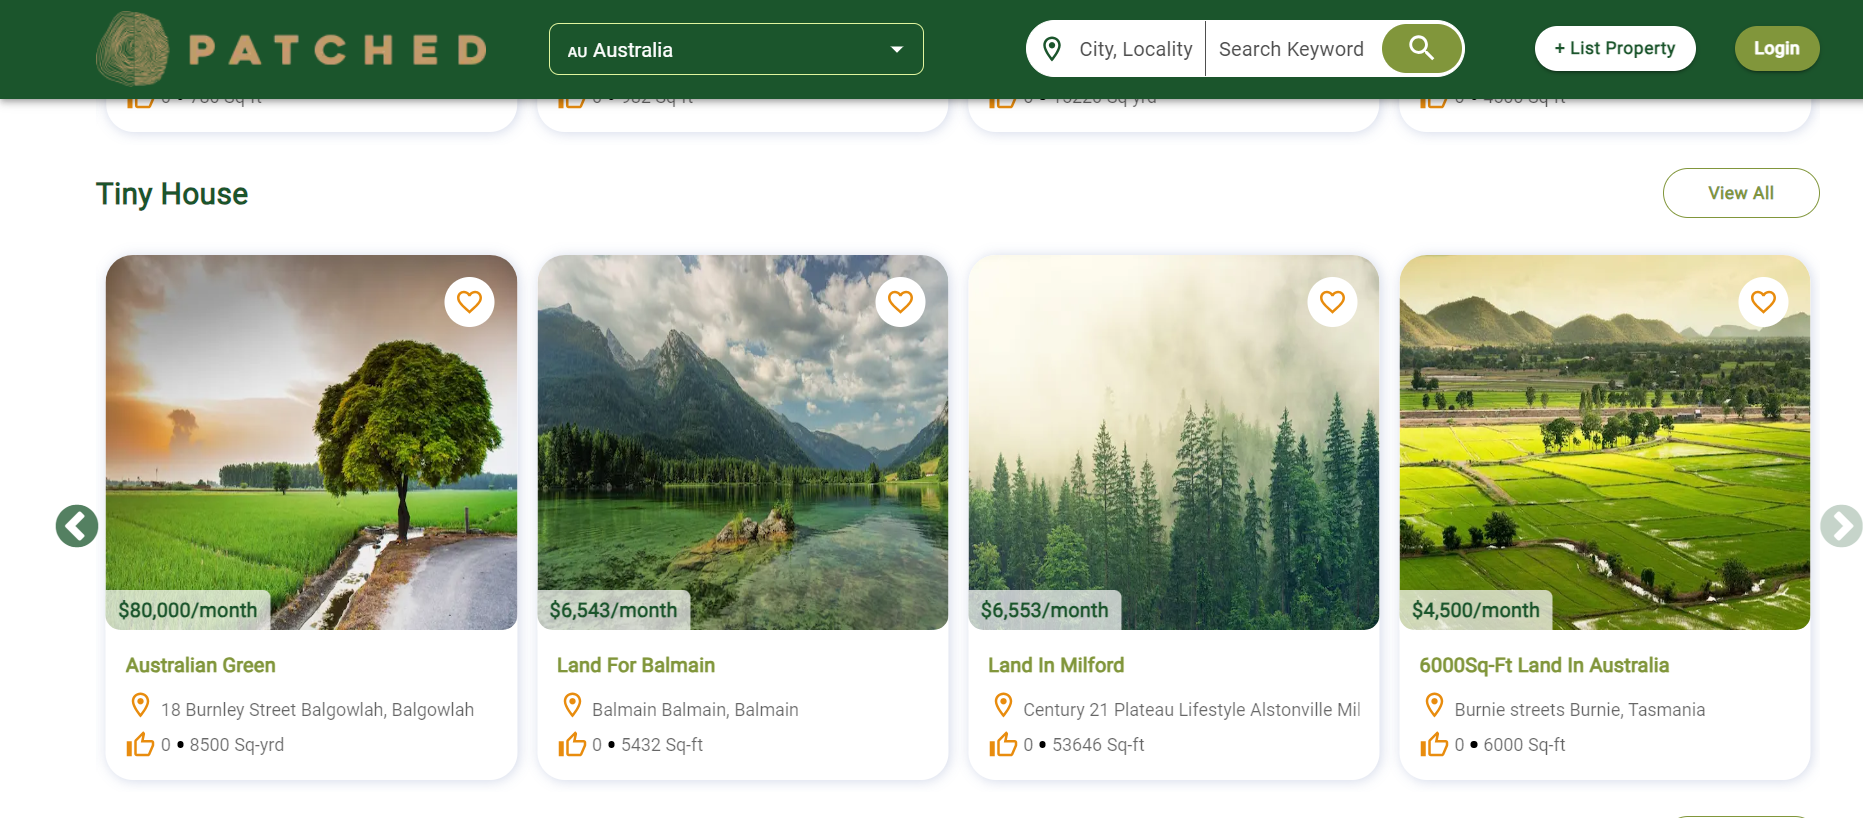 PATCHED
AU Australia
City, Locality
Search Keyword
+ List Property
Login
Tiny House
View All
$80,000/month
$6,543/month
$6,553/month
$4,500/month
Australian Green
Land For Balmain
Land In Milford
6000Sq-Ft Land In Australia
18 Burnley Street Balgowlah, Balgowlah
Balmain Balmain, Balmain
Century 21 Plateau Lifestyle Alstonville Mil
Burnie streets Burnie, Tasmania
0 • 8500 Sq-yrd
0 • 5432 Sq-ft
0 • 53646 Sq-ft
0 • 6000 Sq-ft